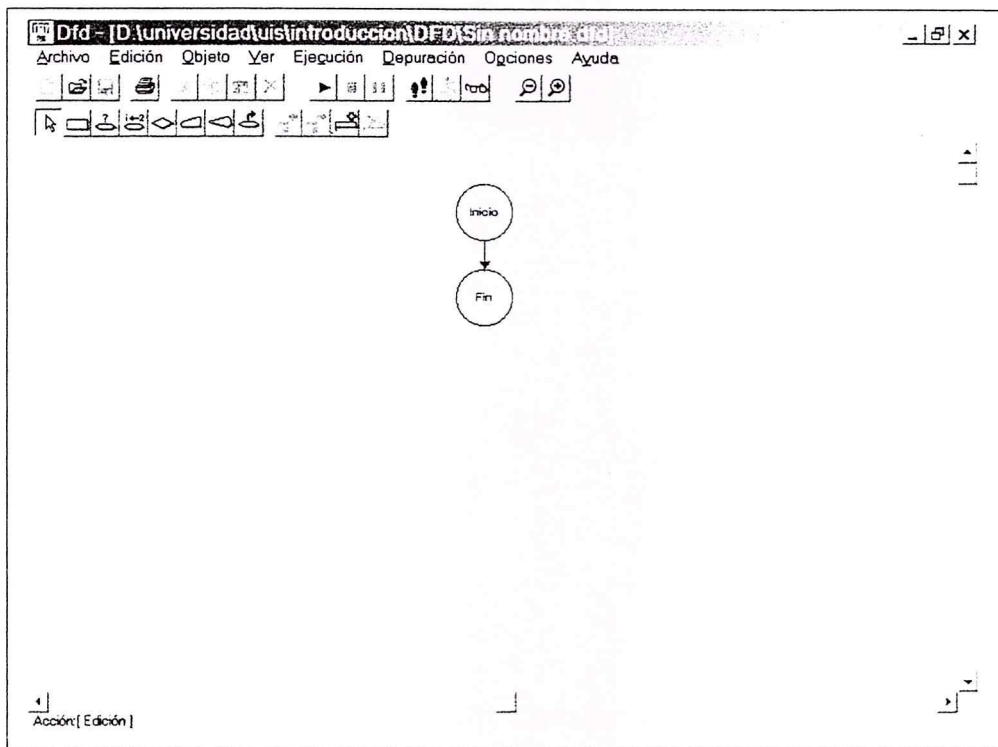 Dfd - [D:\universidad\uis\introduccion\DFD\Sin nombre.dfd]
Archivo Edición Objeto Ver Ejecución Depuración Opciones Ayuda
Inicio
Fin
Acción:[ Edición ]